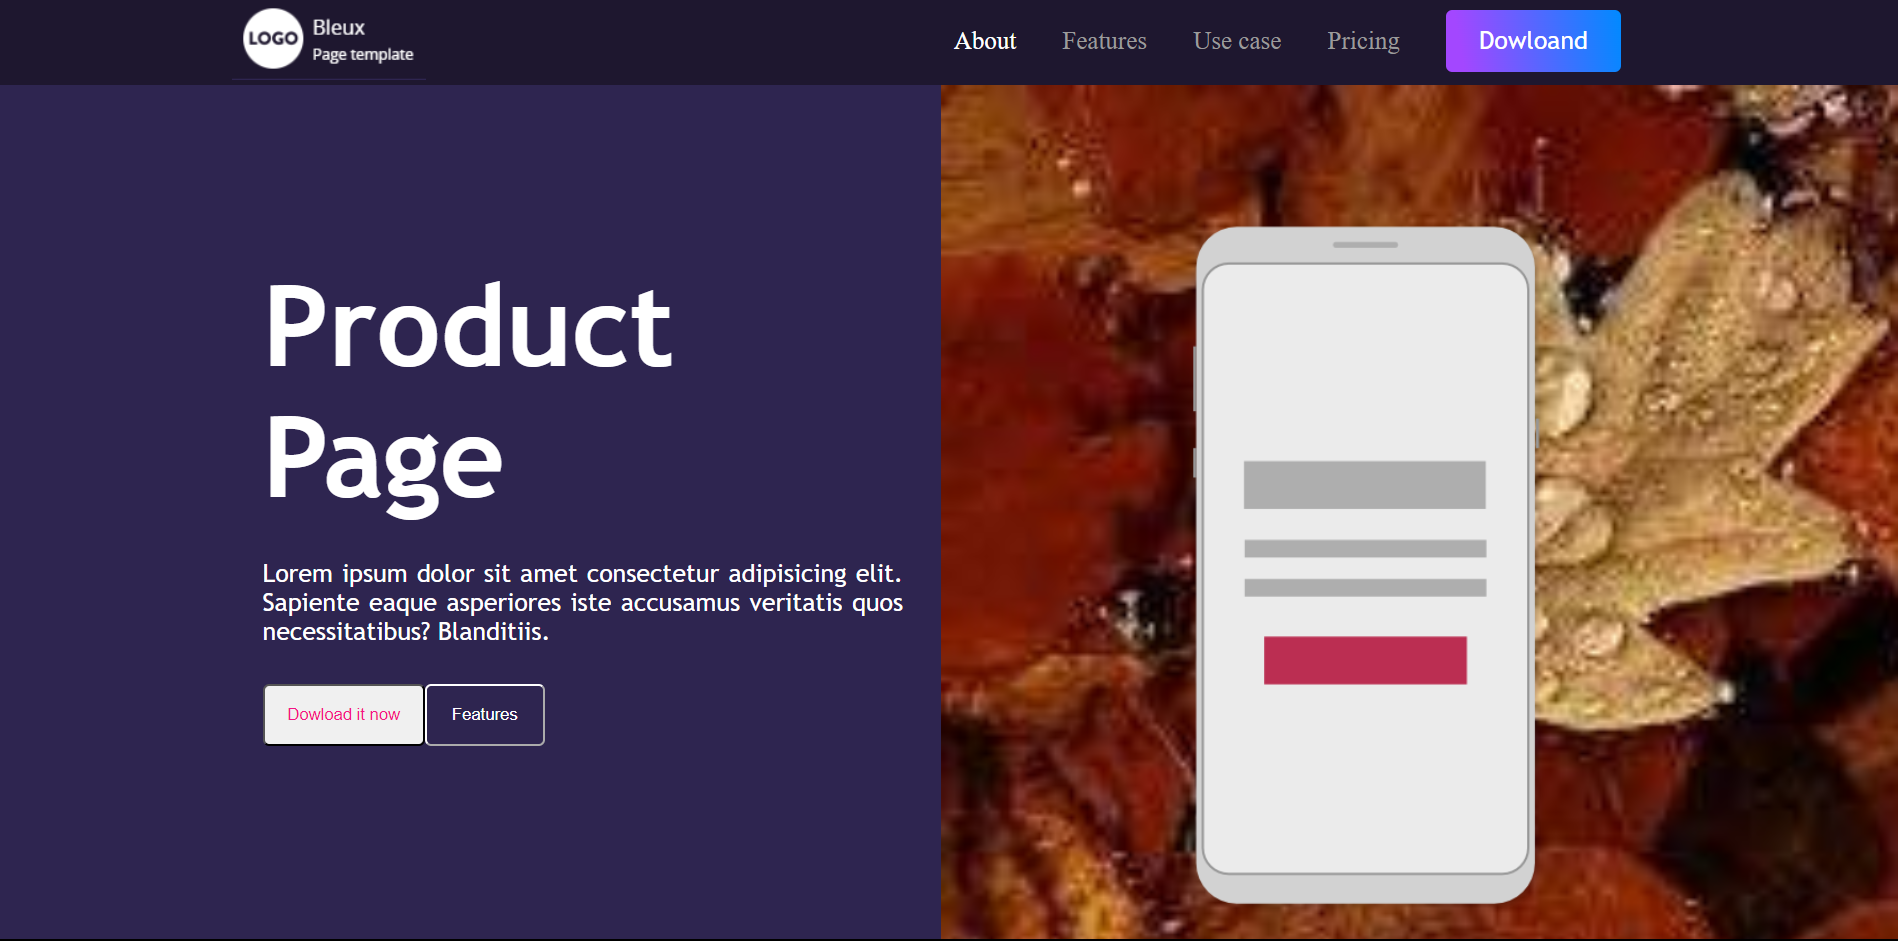 LOGO
Bleux
Page template
About
Features
Use case
Pricing
Dowloand
Product
Page
Lorem ipsum dolor sit amet consectetur adipisicing elit.
Sapiente eaque asperiores iste accusamus veritatis quos
necessitatibus? Blanditiis.
Dowload it now
Features